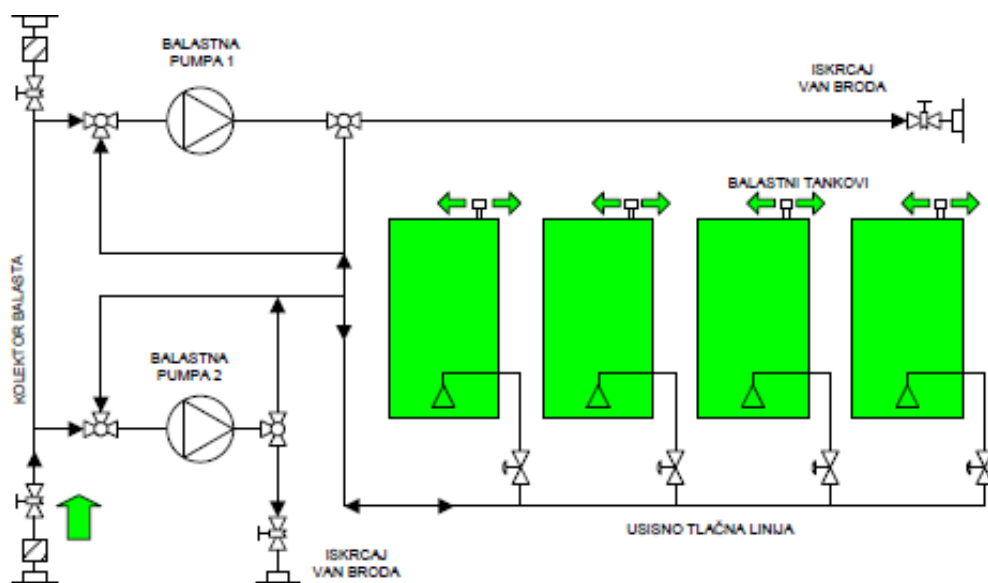 BALASTNA
PUMPA 1
ISKRCAJ
VAN BRODA
BALASTNI TANKOVI
KOLEKTOR BALASTA
BALASTNA
PUMPA 2
USISNO TLAČNA LINIJA
ISKRCAJ
VAN BRODA